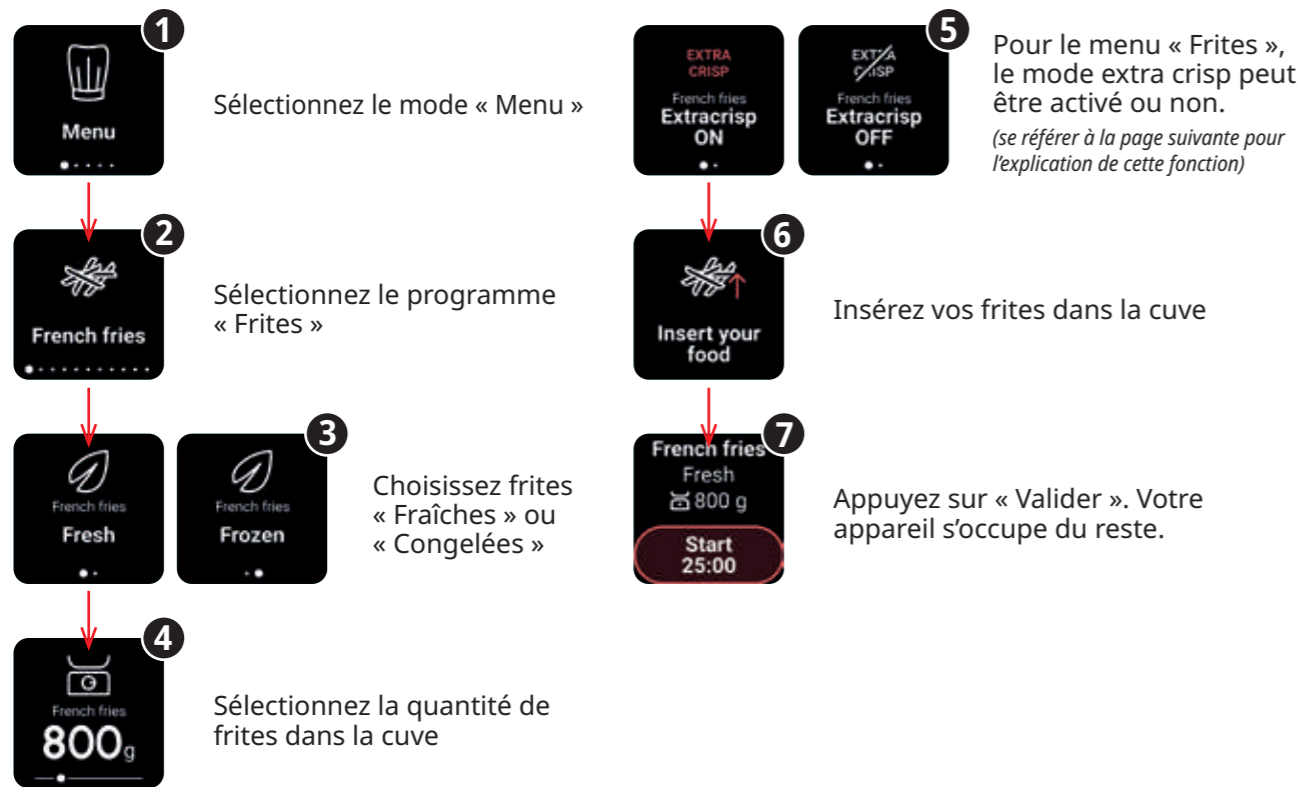 1
Menu
Sélectionnez le mode « Menu »
2
French fries
Sélectionnez le programme
« Frites »
3
French fries
Fresh
French fries
Frozen
Choisissez frites
« Fraîches » ou
« Congelées »
4
French fries
800g
Sélectionnez la quantité de
frites dans la cuve
5
EXTRA
CRISP
French fries
Extracrisp
ON
EXTRA
CRISP
French fries
Extracrisp
OFF
Pour le menu « Frites »,
le mode extra crisp peut
être activé ou non.
(se référer à la page suivante pour
l’explication de cette fonction)
6
Insert your
food
Insérez vos frites dans la cuve
7
French fries
Fresh
800 g
Start
25:00
Appuyez sur « Valider ». Votre
appareil s’occupe du reste.